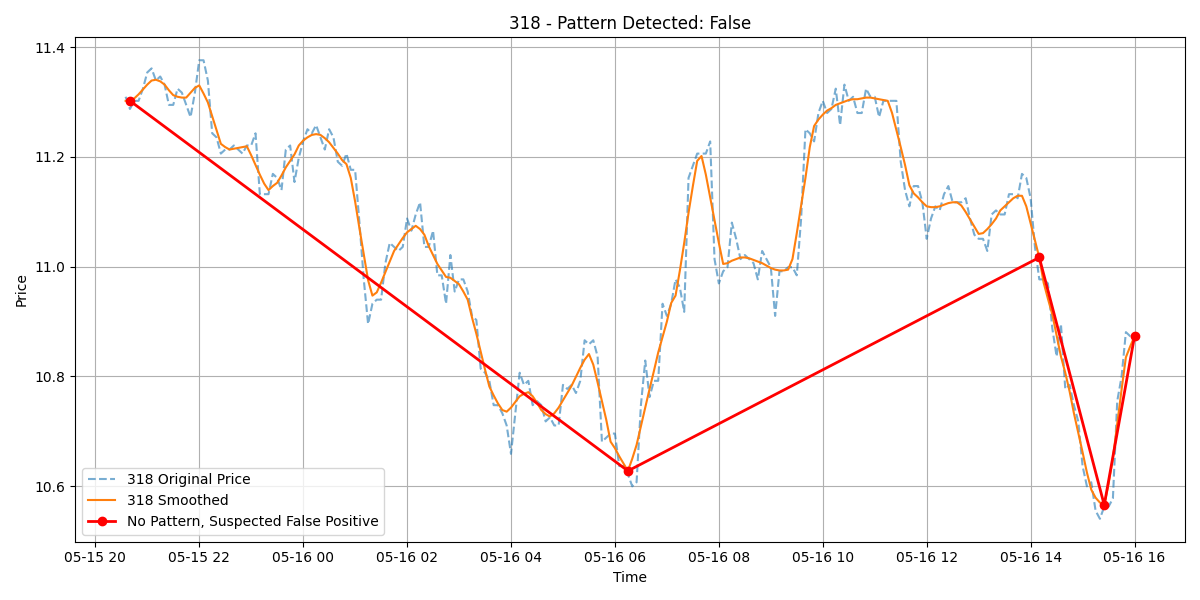 318 - Pattern Detected: False
Price
11.4
11.2
11.0
10.8
10.6
318 Original Price
318 Smoothed
No Pattern, Suspected False Positive
05-15 20 05-15 22 05-16 00 05-16 02 05-16 04 05-16 06 05-16 08 05-16 10 05-16 12 05-16 14 05-16 16
Time